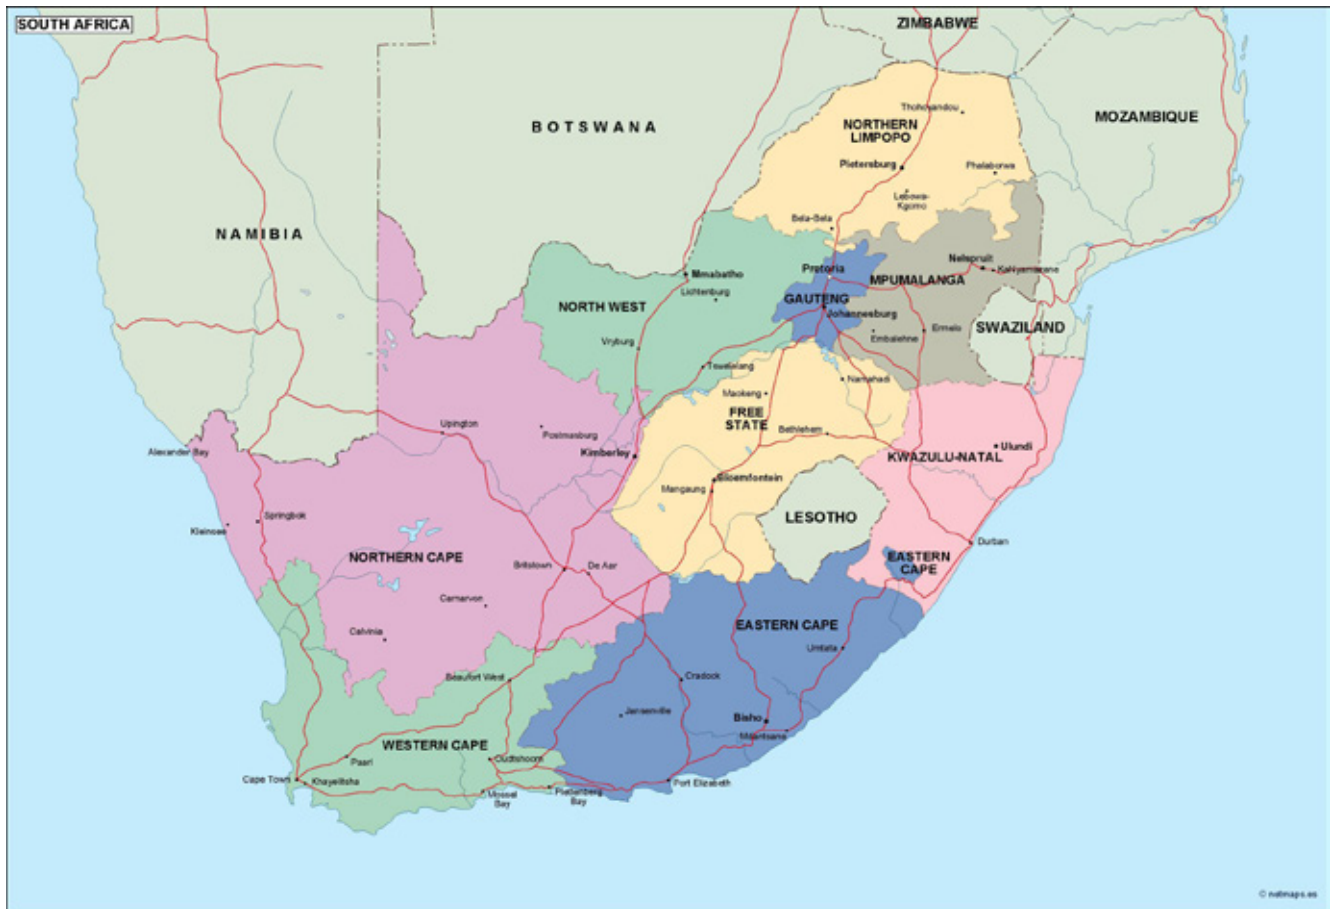 SOUTH AFRICA
ZIMBABWE
MOZAMBIQUE
BOTSWANA
NAMIBIA
Thohoyandou
NORTHERN
LIMPOPO
Pietersburg
Phalaborwa
Lebowa-
Kgomo
Bela-Bela
Mmabatho
Lichtenburg
NORTH WEST
Pretoria
Nelspruit
KaNyamazane
MPUMALANGA
GAUTENG
Johannesburg
SWAZILAND
Embalehne
Ermelo
Vryburg
Maokeng
Namahadi
FREE
STATE
Bethlehem
Upington
Postmasburg
Kimberley
Alexander Bay
Ulundi
KWAZULU-NATAL
Bloemfontein
Mangaung
LESOTHO
Springbok
Kleinsee
Durban
NORTHERN CAPE
EASTERN
CAPE
Britstown
De Aar
Carnarvon
Calvinia
EASTERN CAPE
Umtata
Beaufort West
Cradock
Jansenville
Bisho
WESTERN CAPE
Oudtshoorn
Paarl
Cape Town
Khayelitsha
Mossel
Bay
Plettenberg
Bay
Port Elizabeth
© netmaps.es